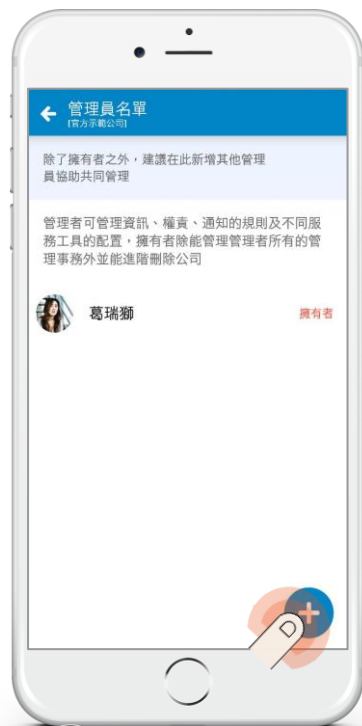 管理員名單
[官方示範公司]
除了擁有者之外，建議在此新增其他管理
員協助共同管理
管理者可管理資訊、權責、通知的規則及不同服
務工具的配置，擁有者除能管理管理者所有的管
理事務外並能進階刪除公司
葛瑞獅
擁有者